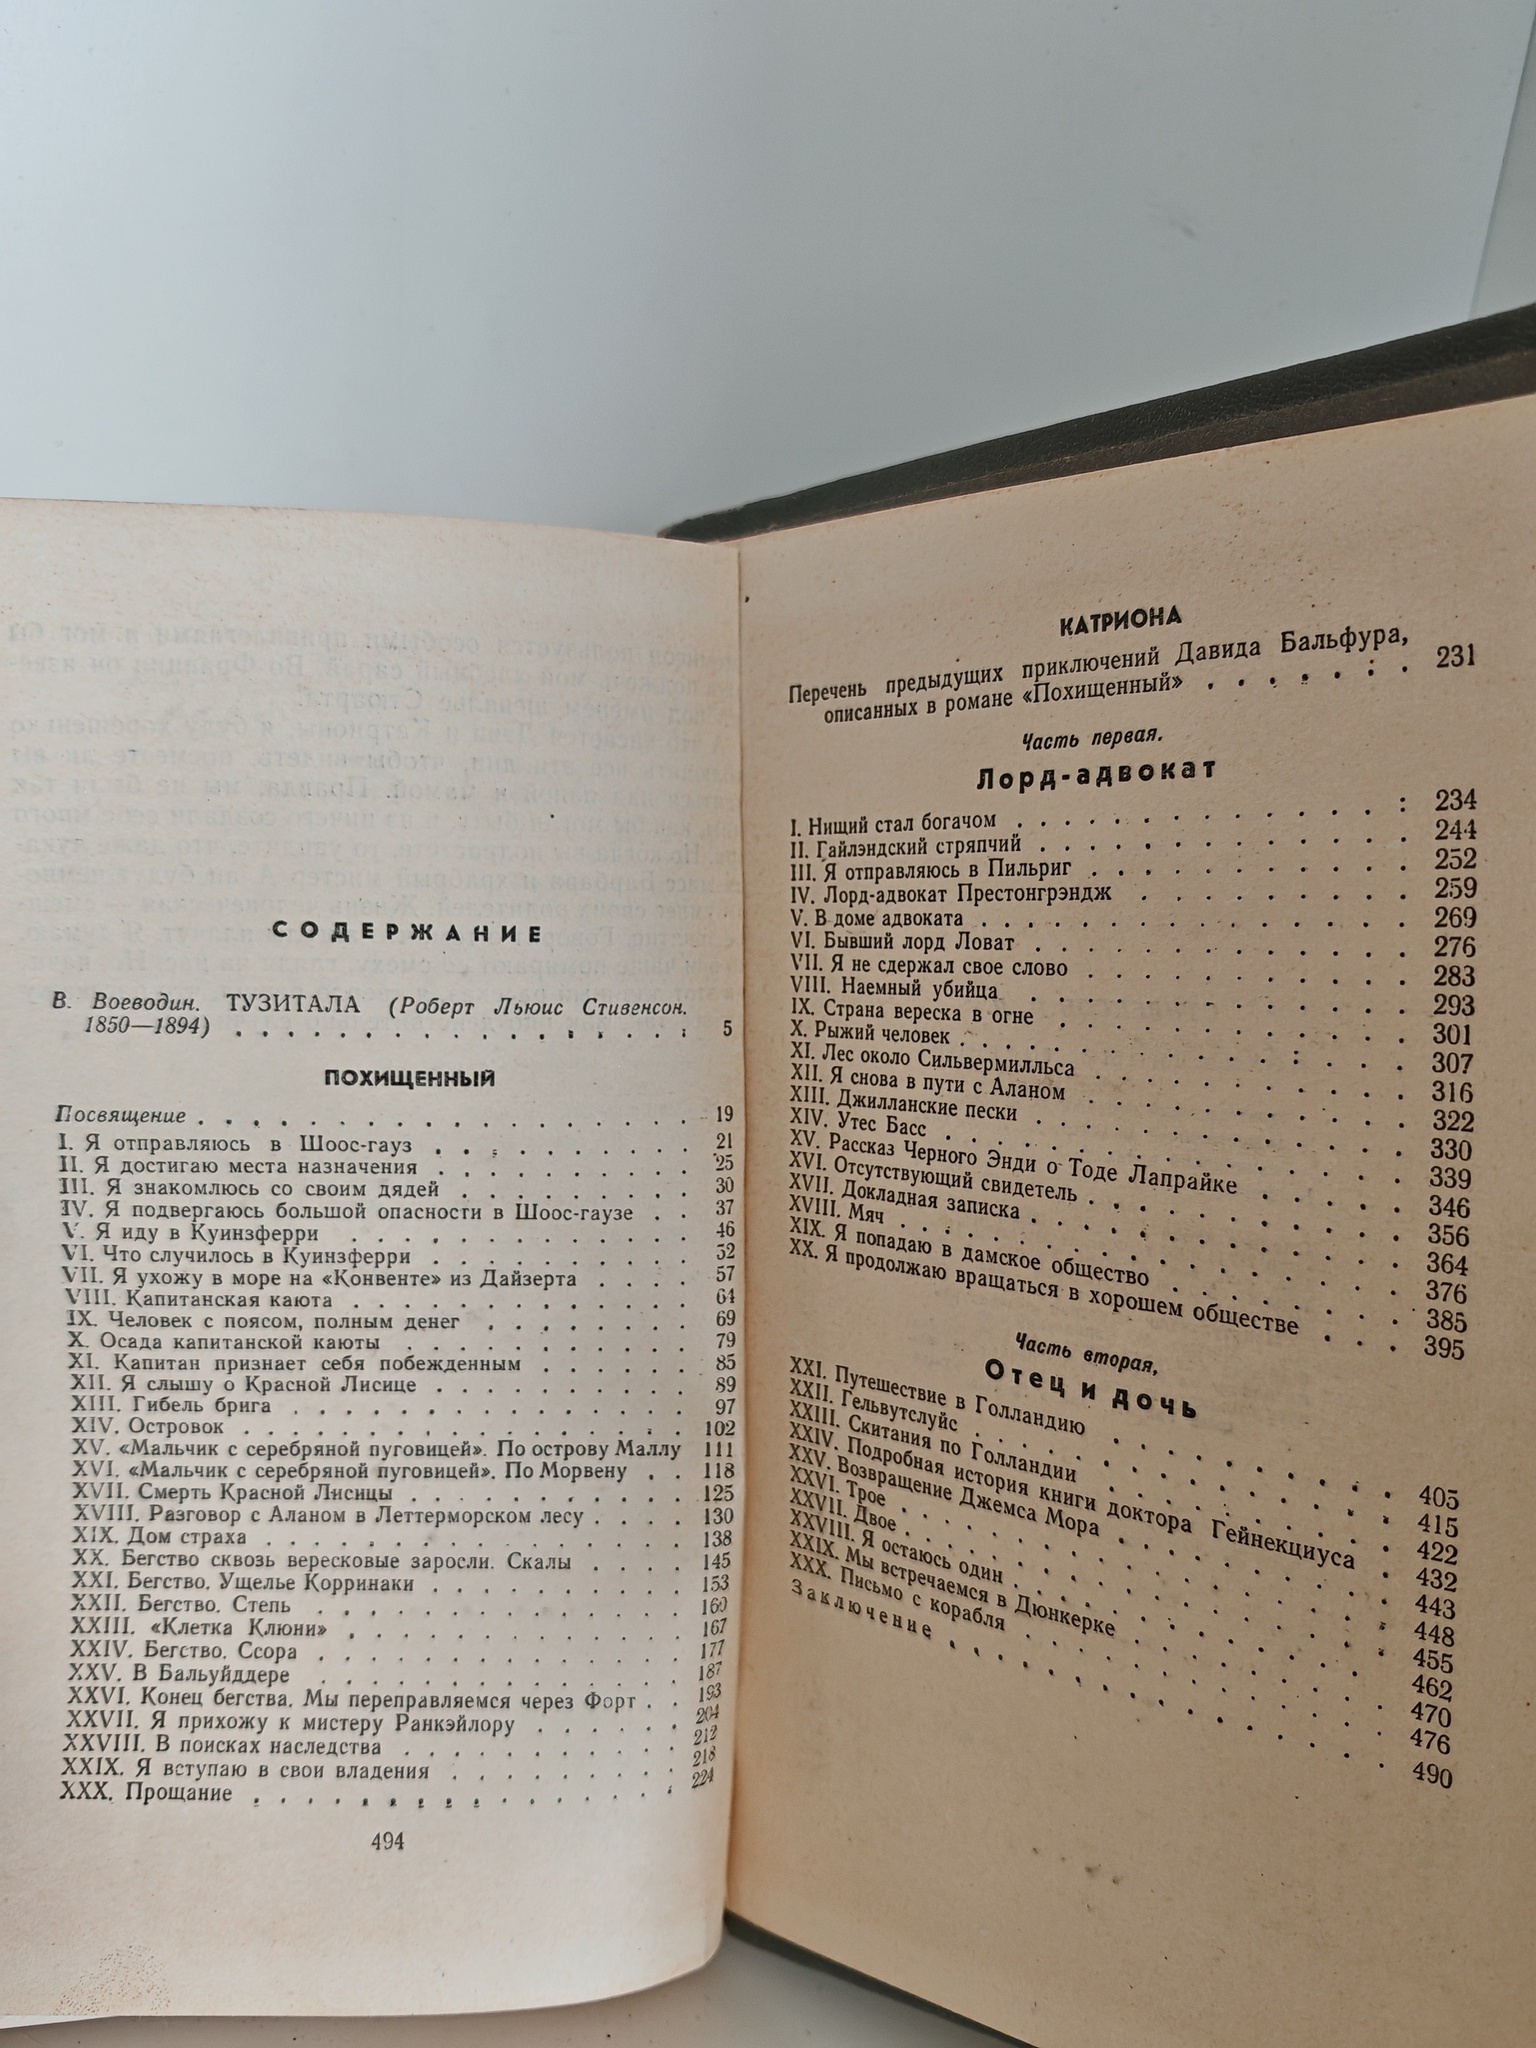 СОДЕРЖАНИЕ
В. Воеводин. ТУЗИТАЛА (Роберт Льюис Стивенсон.
1850—1894) . . . 5
ПОХИЩЕННЫЙ
Посвящение . . . 19
I. Я отправляюсь в Шоос-гауз . . . 21
II. Я достигаю места назначения . . . 25
III. Я знакомлюсь со своим дядей . . . 30
IV. Я подвергаюсь большой опасности в Шоос-гаузе . . 37
V. Я иду в Куинзферри . . . 46
VI. Что случилось в Куинзферри . . . 52
VII. Я ухожу в море на «Конвенте» из Дайзерта . . . 57
VIII. Капитанская каюта . . . 64
IX. Человек с поясом, полным денег . . . 69
X. Осада капитанской каюты . . . 79
XI. Капитан признает себя побежденным . . . 85
XII. Я слышу о Красной Лисице . . . 89
XIII. Гибель брига . . . 97
XIV. Островок . . . 102
XV. «Мальчик с серебряной пуговицей». По острову Маллу 111
XVI. «Мальчик с серебряной пуговицей». По Морвену . . 118
XVII. Смерть Красной Лисицы . . . 125
XVIII. Разговор с Аланом в Леттерморском лесу . . . 130
XIX. Дом страха . . . 138
XX. Бегство сквозь вересковые заросли. Скалы . . . 145
XXI. Бегство. Ущелье Корринаки . . . 153
XXII. Бегство. Степь . . . 160
XXIII. «Клетка Клюни» . . . 167
XXIV. Бегство. Ссора . . . 177
XXV. В Бальуйддере . . . 187
XXVI. Конец бегства. Мы переправляемся через Форт . . 193
XXVII. Я прихожу к мистеру Ранкэйлору . . . 204
XXVIII. В поисках наследства . . . 212
XXIX. Я вступаю в свои владения . . . 218
XXX. Прощание . . . 224
494
КАТРИОНА
Перечень предыдущих приключений Давида Бальфура,
описанных в романе «Похищенный» . . . 231
Часть первая.
Лорд-адвокат
I. Нищий стал богачом . . . 234
II. Гайлэндский стряпчий . . . 244
III. Я отправляюсь в Пильриг . . . 252
IV. Лорд-адвокат Престонгрэндж . . . 259
V. В доме адвоката . . . 269
VI. Бывший лорд Ловат . . . 276
VII. Я не сдержал свое слово . . . 283
VIII. Наемный убийца . . . 293
IX. Страна вереска в огне . . . 301
X. Рыжий человек . . . 307
XI. Лес около Сильвермилльса . . . 316
XII. Я снова в пути с Аланом . . . 322
XIII. Джилланские пески . . . 330
XIV. Утес Басс . . . 339
XV. Рассказ Черного Энди о Тоде Лапрайке . . . 346
XVI. Отсутствующий свидетель . . . 356
XVII. Докладная записка . . . 364
XVIII. Мяч . . . 376
XIX. Я попадаю в дамское общество . . . 385
XX. Я продолжаю вращаться в хорошем обществе . . . 395
Часть вторая,
Отец и дочь
XXI. Путешествие в Голландию . . . 405
XXII. Гельвутслуйс . . . 415
XXIII. Скитания по Голландии . . . 422
XXIV. Подробная история книги доктора Гейнекциуса . 432
XXV. Возвращение Джемса Мора . . . 443
XXVI. Трое . . . 448
XXVII. Двое . . . 455
XXVIII. Я остаюсь один . . . 462
XXIX. Мы встречаемся в Дюнкерке . . . 470
XXX. Письмо с корабля . . . 476
Заключение . . . 490